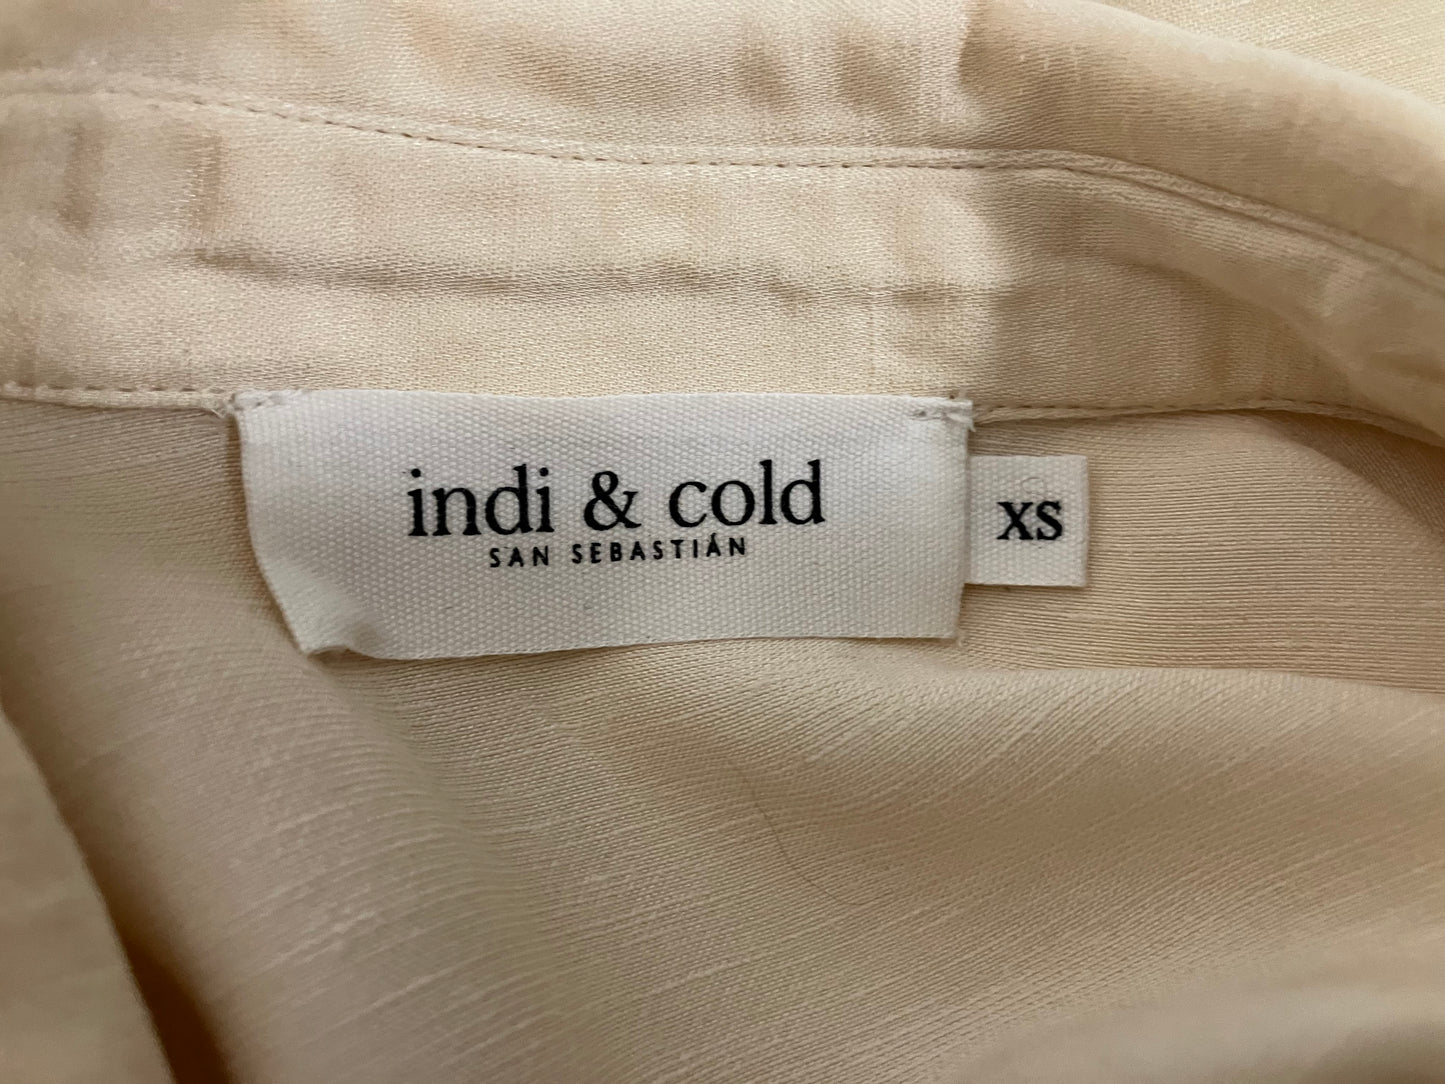 indi & cold
SAN SEBASTIÁN
XS